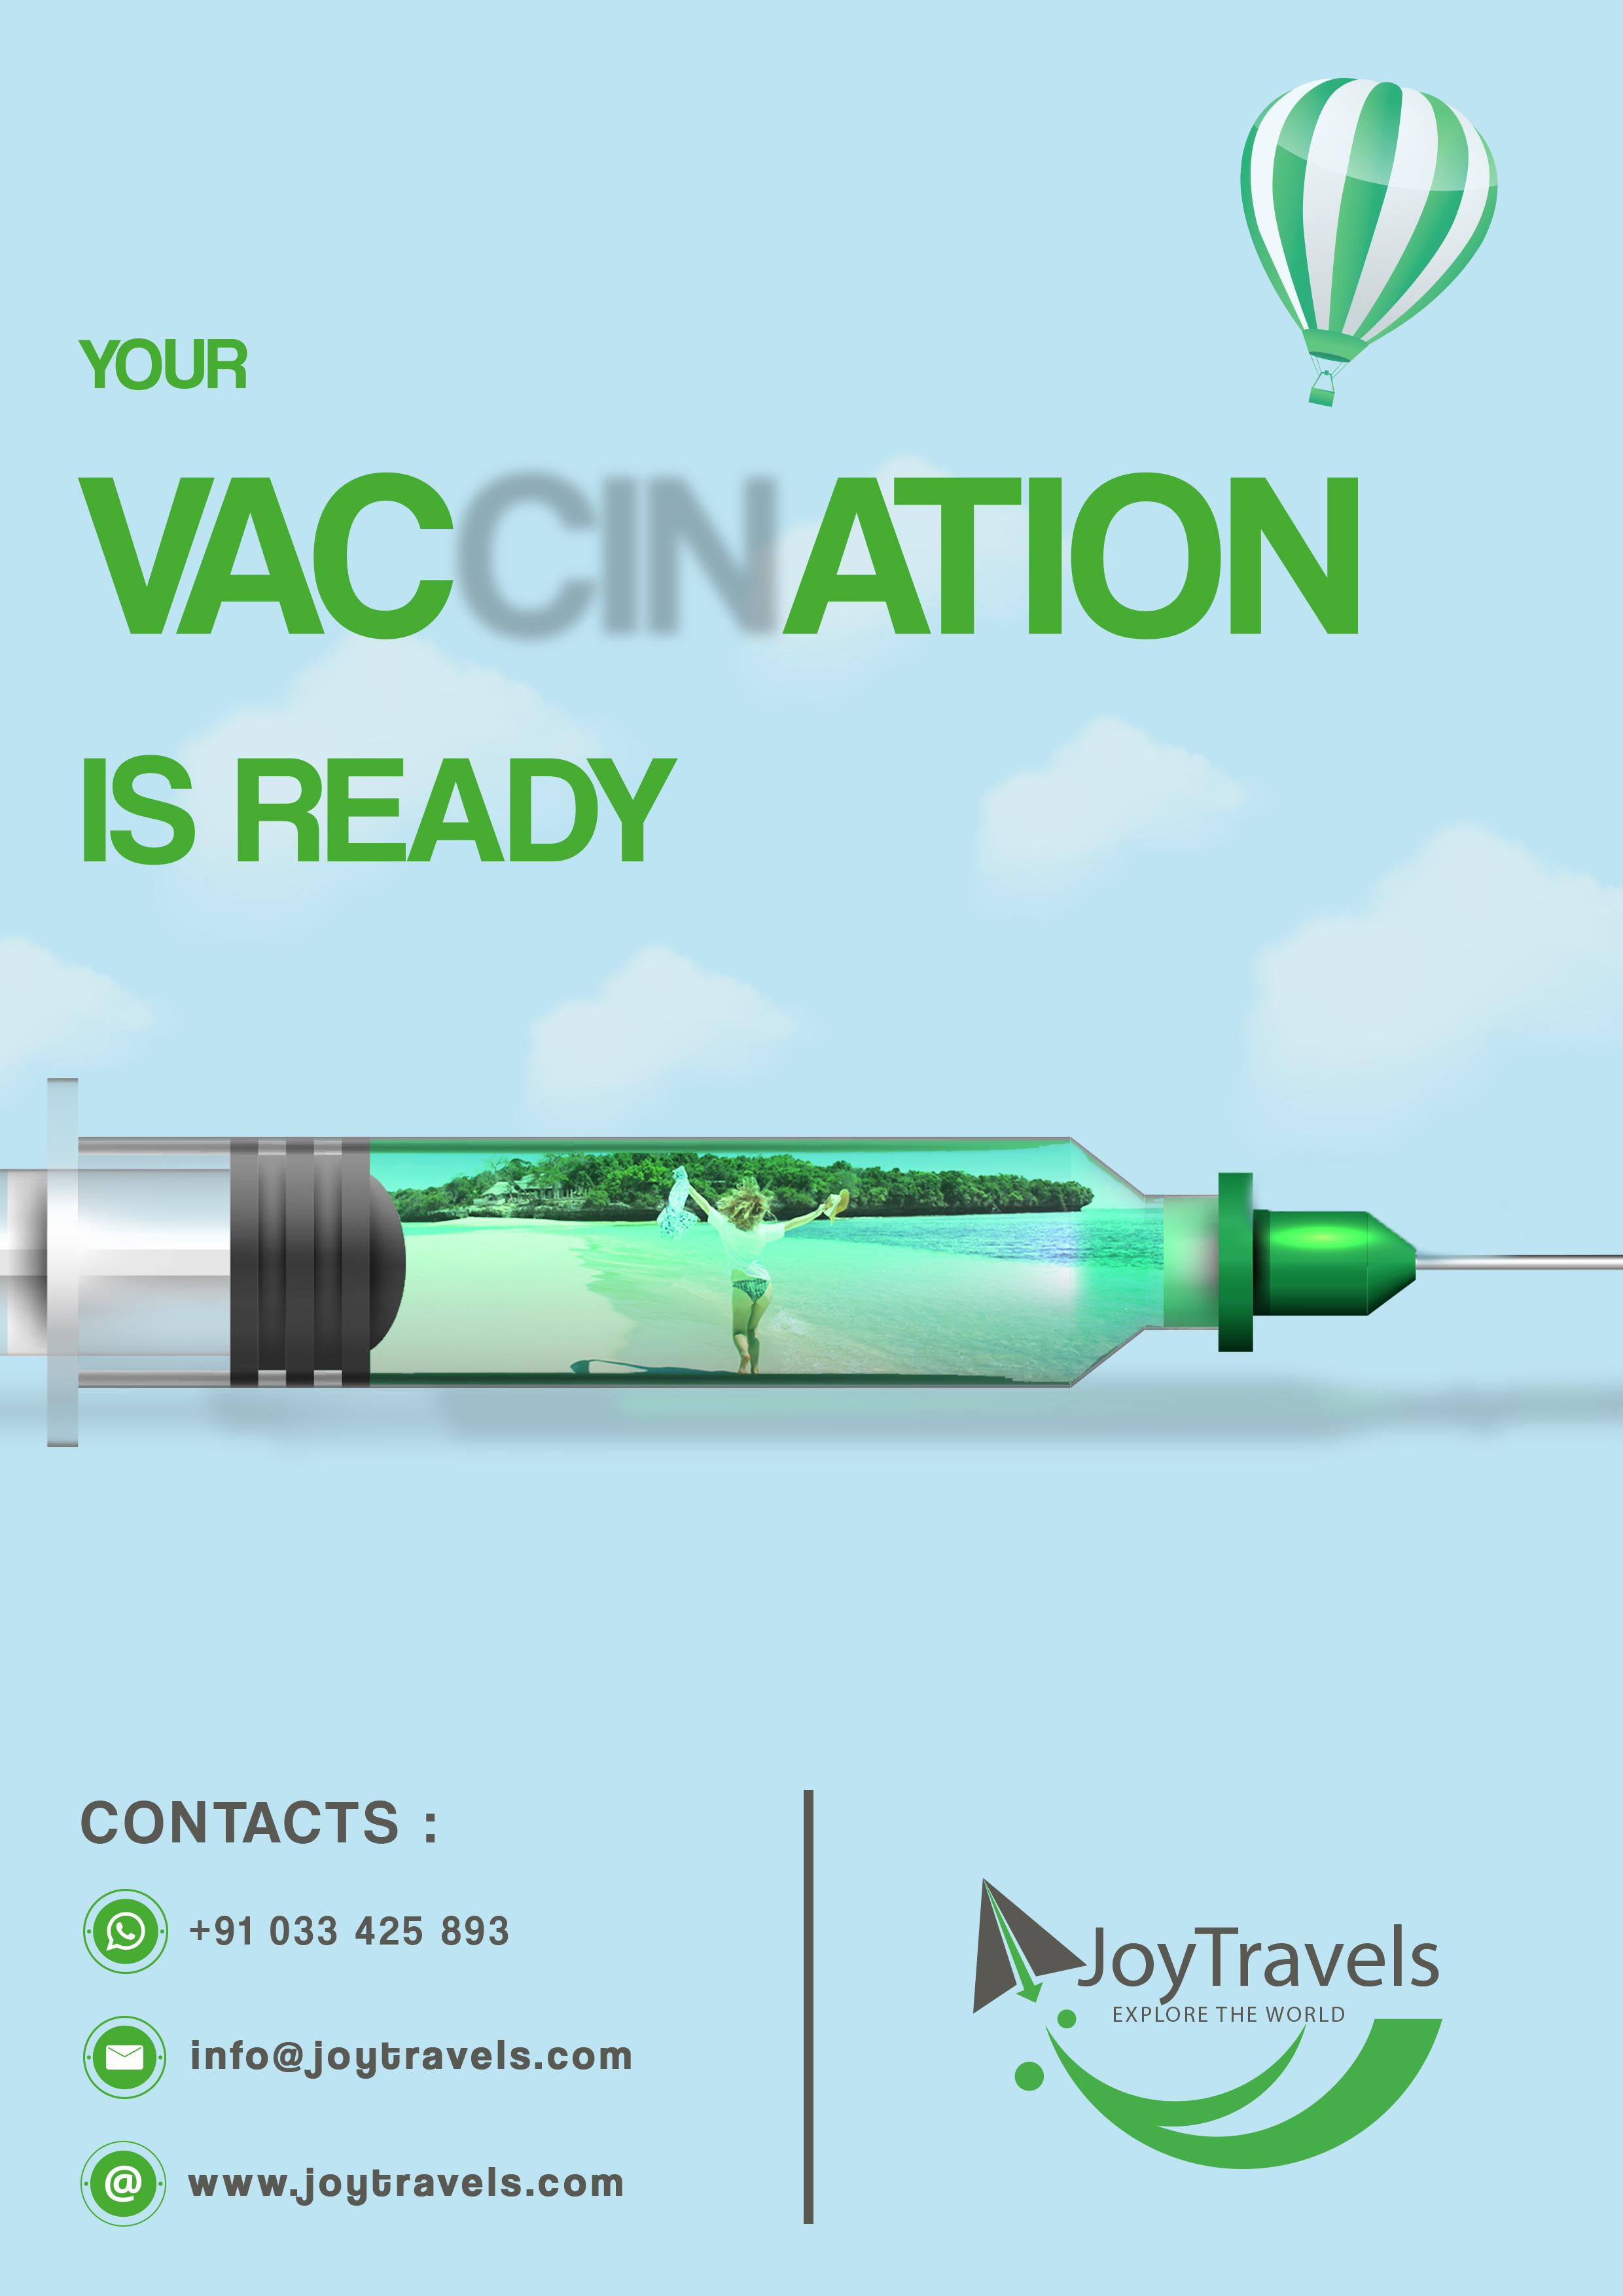 YOUR
VACCINATION
IS READY
CONTACTS :
+91 033 425 893
info@joytravels.com
www.joytravels.com
JoyTravels
EXPLORE THE WORLD